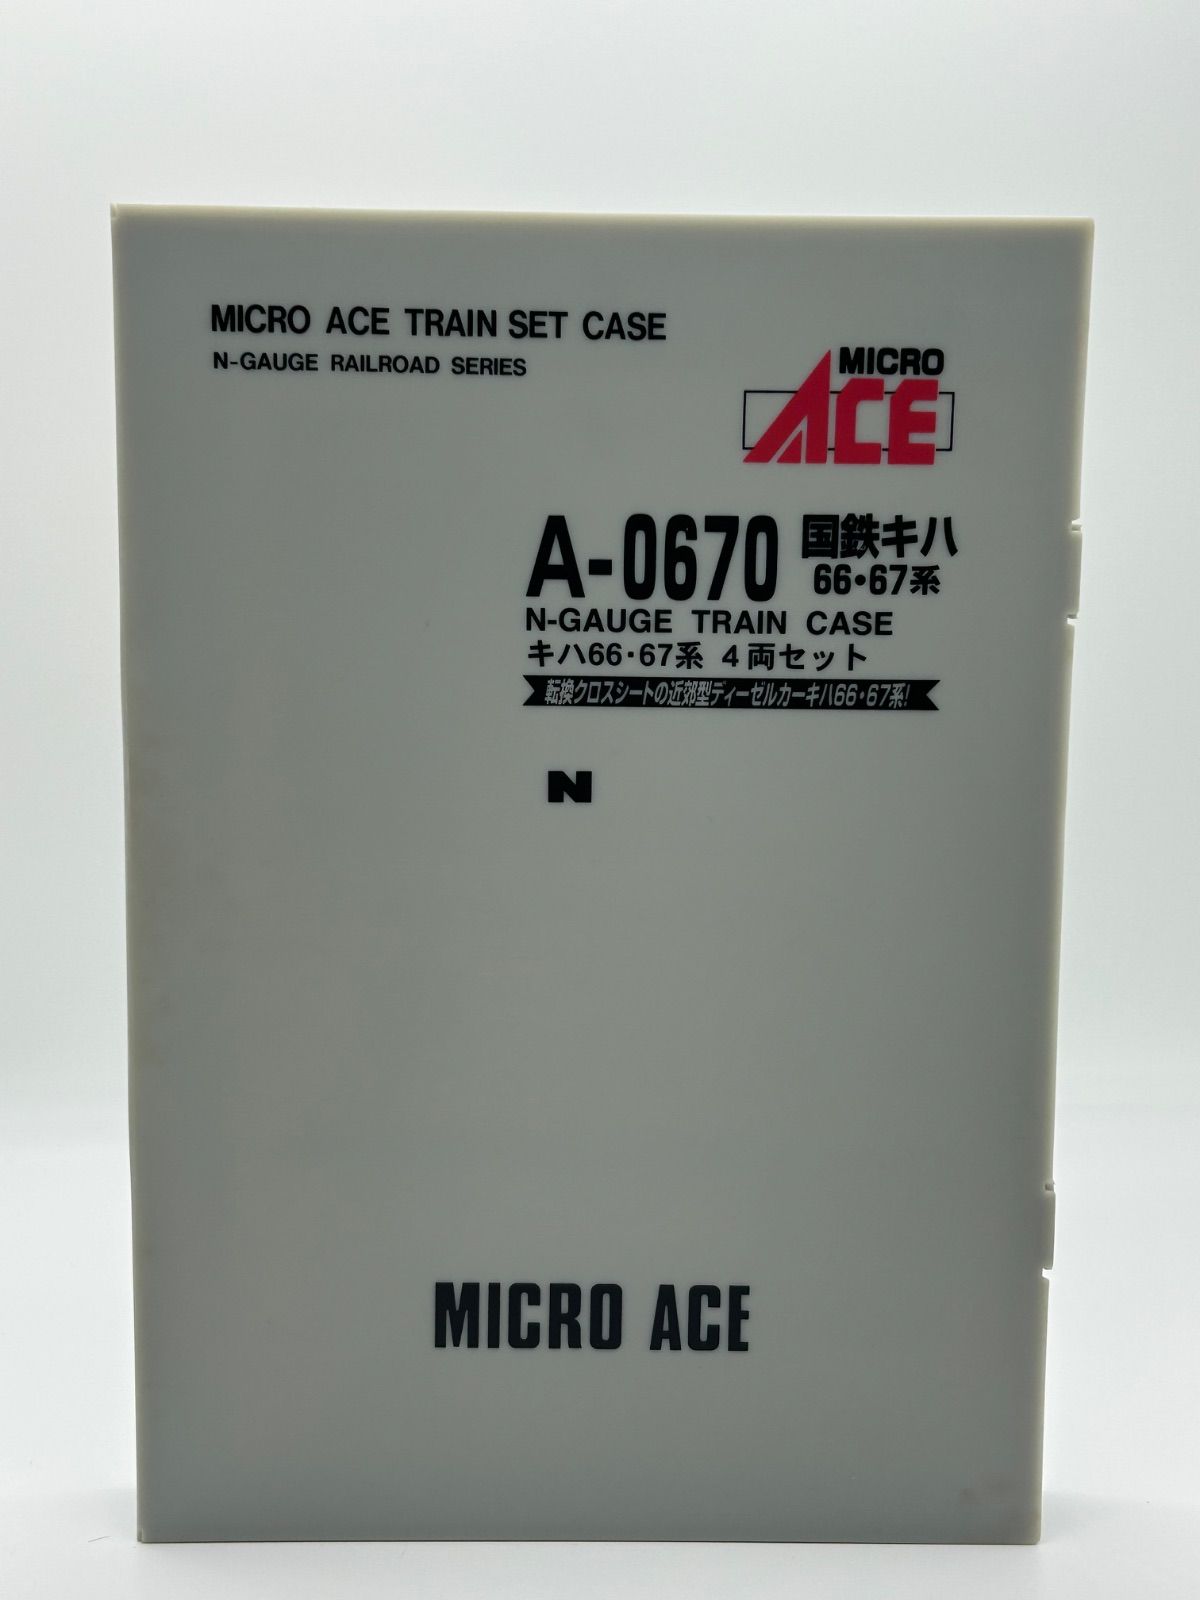 MICRO ACE TRAIN SET CASE
N-GAUGE RAILROAD SERIES
MICRO
ACE
A-0670 国鉄キハ
66・67系
N-GAUGE TRAIN CASE
キハ66・67系 4両セット
転換クロスシートの近郊型ディーゼルカーキハ66・67系!
N
MICRO ACE